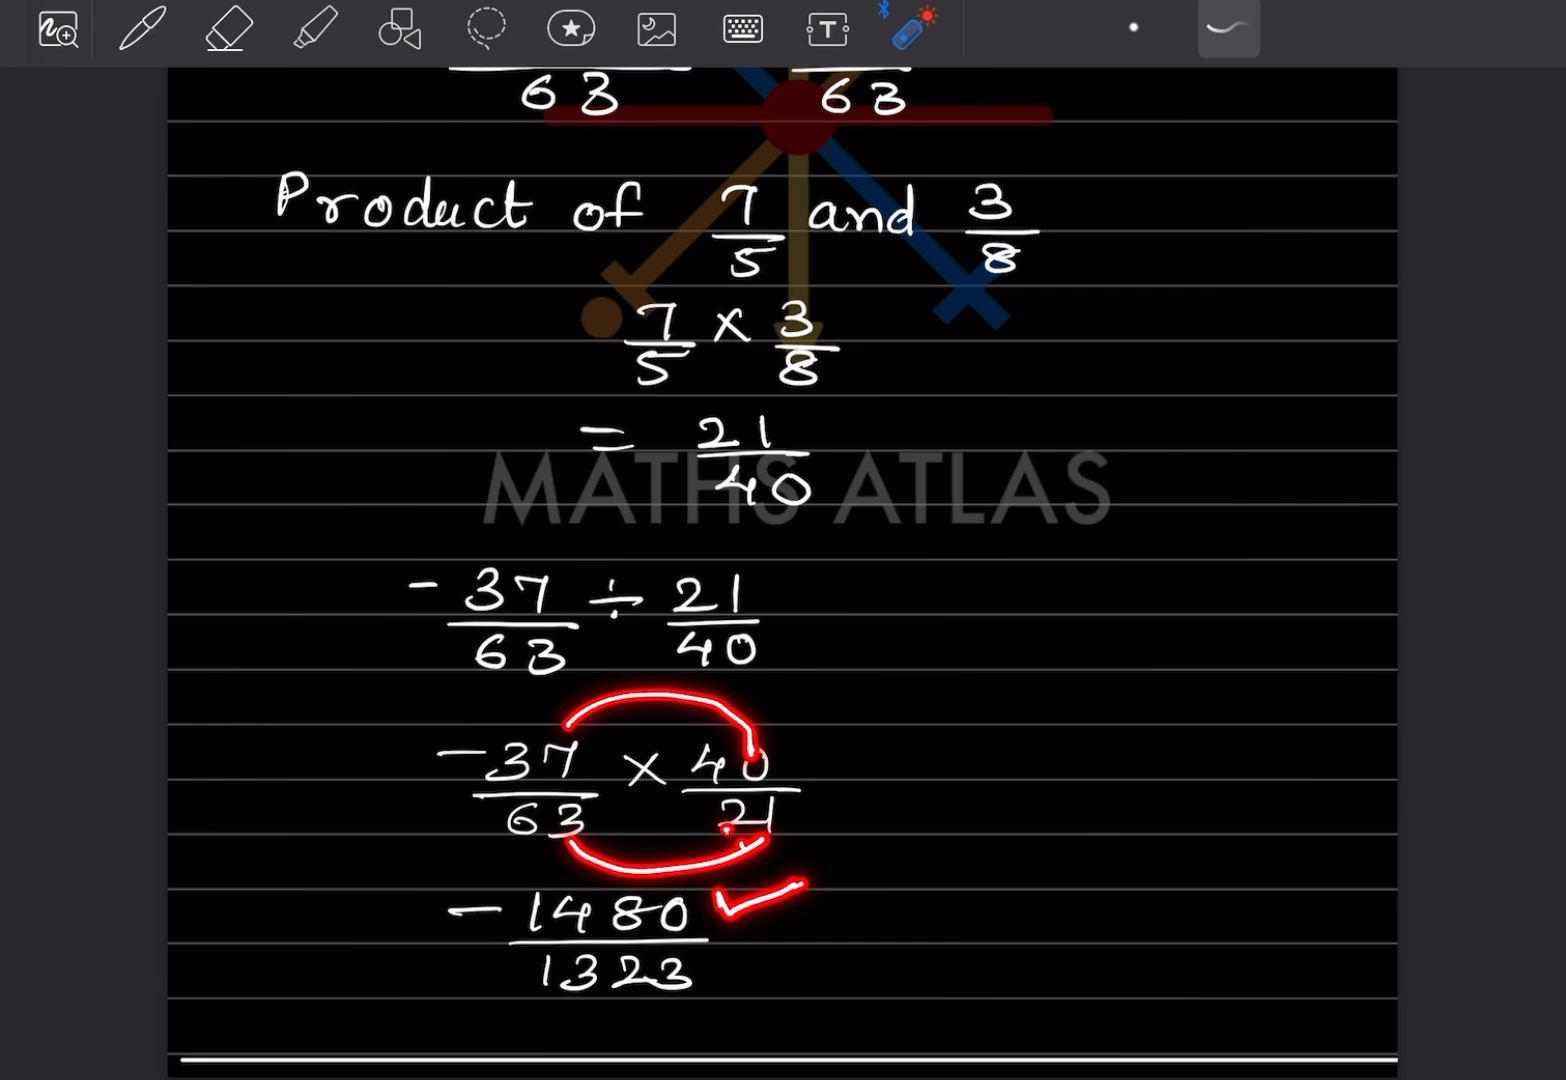 63 63
Product of 7/5 and 3/8
7/5 × 3/8
= 21/40
MATHS ATLAS
-37/63 ÷ 21/40
-37/63 × 40/21
-1480/1323